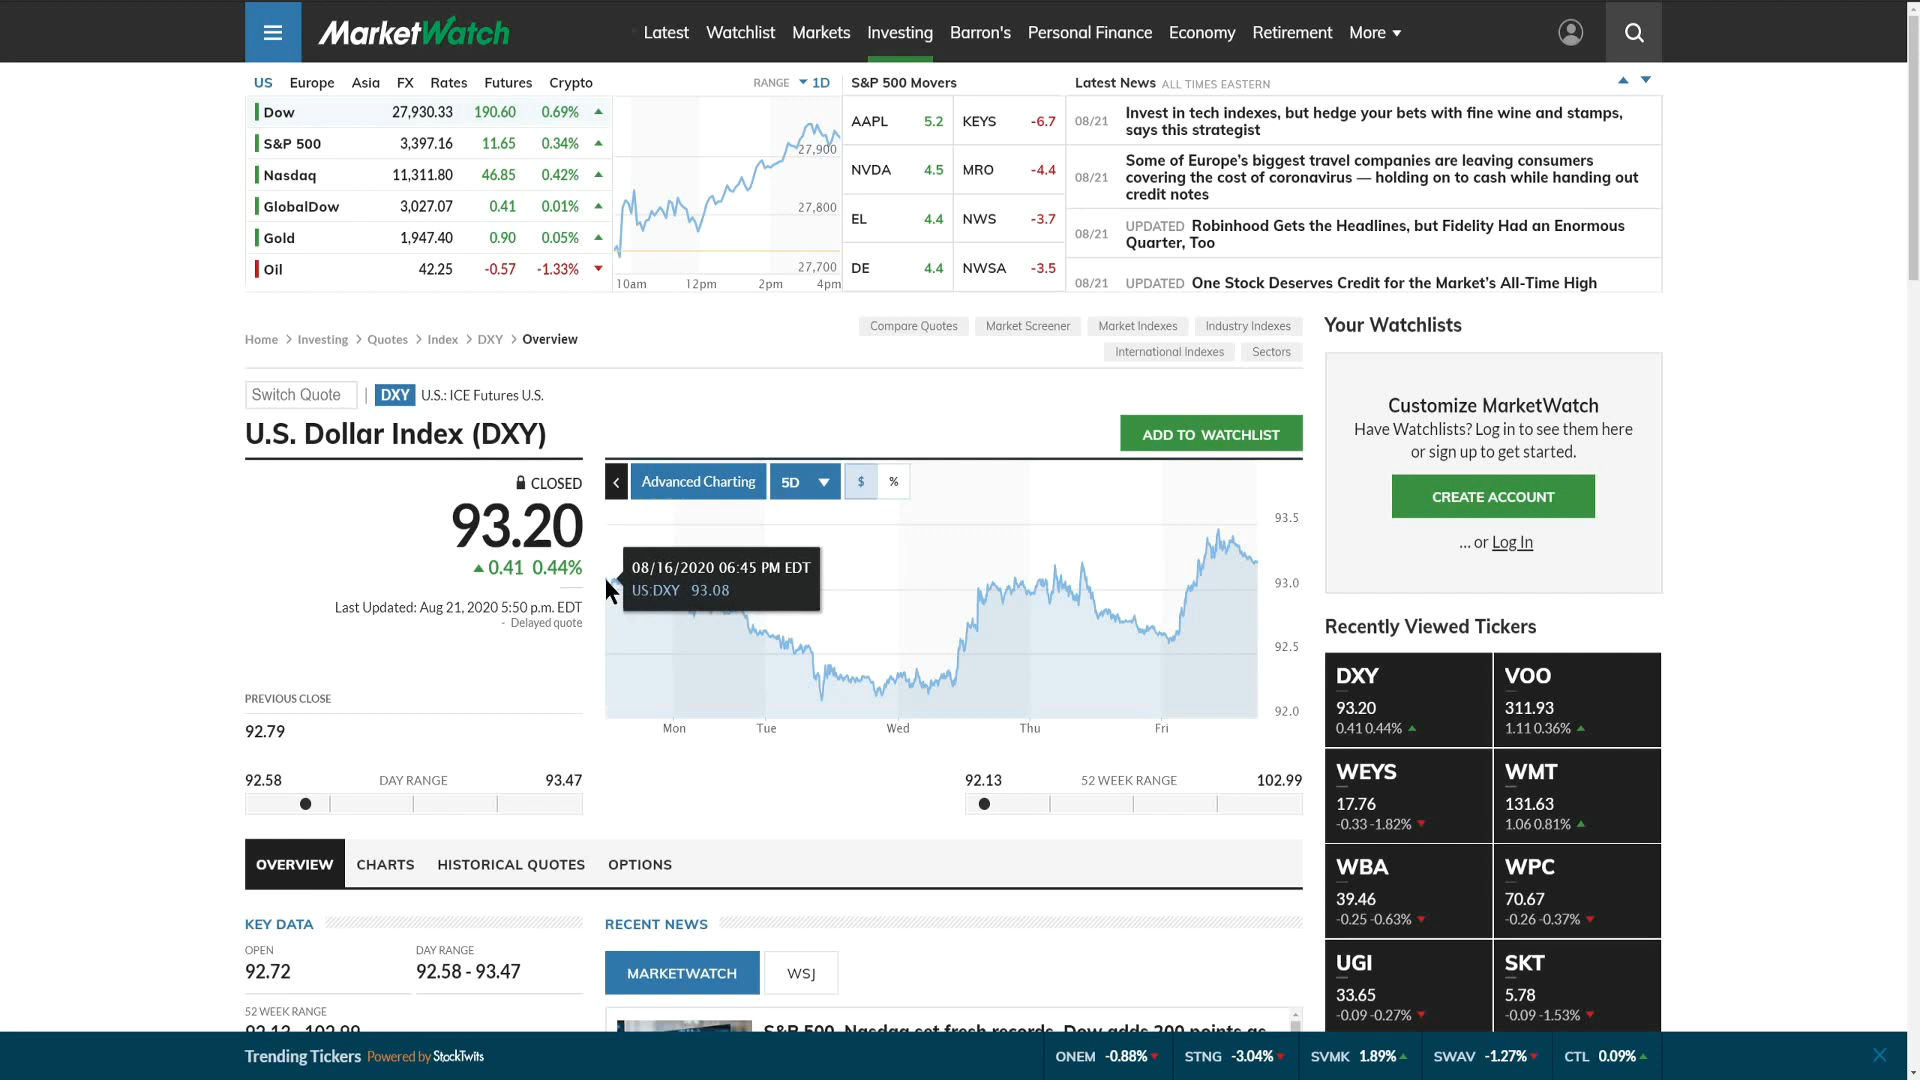 MarketWatch
Latest Watchlist Markets Investing Barron's Personal Finance Economy Retirement More
US Europe Asia FX Rates Futures Crypto
RANGE 1D
Dow 27,930.33 190.60 0.69%
S&P 500 3,397.16 11.65 0.34%
Nasdaq 11,311.80 46.85 0.42%
GlobalDow 3,027.07 0.41 0.01%
Gold 1,947.40 0.90 0.05%
Oil 42.25 -0.57 -1.33%
27,900
27,800
27,700
10am 12pm 2pm 4pm
S&P 500 Movers
AAPL 5.2 KEYS -6.7
NVDA 4.5 MRO -4.4
EL 4.4 NWS -3.7
DE 4.4 NWSA -3.5
Latest News ALL TIMES EASTERN
08/21 Invest in tech indexes, but hedge your bets with fine wine and stamps,
says this strategist
Some of Europe's biggest travel companies are leaving consumers
08/21 covering the cost of coronavirus — holding on to cash while handing out
credit notes
08/21 UPDATED Robinhood Gets the Headlines, but Fidelity Had an Enormous
Quarter, Too
08/21 UPDATED One Stock Deserves Credit for the Market's All-Time High
Home > Investing > Quotes > Index > DXY > Overview
Compare Quotes Market Screener Market Indexes Industry Indexes
International Indexes Sectors
Switch Quote | DXY U.S.: ICE Futures U.S.
U.S. Dollar Index (DXY)
ADD TO WATCHLIST
CLOSED
93.20
0.41 0.44%
Last Updated: Aug 21, 2020 5:50 p.m. EDT
- Delayed quote
PREVIOUS CLOSE
92.79
Advanced Charting 5D $ %
08/16/2020 06:45 PM EDT
US:DXY 93.08
93.5
93.0
92.5
92.0
Mon Tue Wed Thu Fri
92.58 DAY RANGE 93.47
92.13 52 WEEK RANGE 102.99
OVERVIEW CHARTS HISTORICAL QUOTES OPTIONS
KEY DATA
OPEN
92.72
DAY RANGE
92.58 - 93.47
52 WEEK RANGE
92.13 - 102.99
RECENT NEWS
MARKETWATCH WSJ
S&P 500, Nasdaq set fresh records, Dow adds 200 points as
Your Watchlists
Customize MarketWatch
Have Watchlists? Log in to see them here
or sign up to get started.
CREATE ACCOUNT
... or Log In
Recently Viewed Tickers
DXY
93.20
0.41 0.44%
VOO
311.93
1.11 0.36%
WEYS
17.76
-0.33 -1.82%
WMT
131.63
1.06 0.81%
WBA
39.46
-0.25 -0.63%
WPC
70.67
-0.26 -0.37%
UGI
33.65
-0.09 -0.27%
SKT
5.78
-0.09 -1.53%
Trending Tickers Powered by StockTwits
ONEM -0.88% STNG -3.04% SVMK 1.89% SWAV -1.27% CTL 0.09%